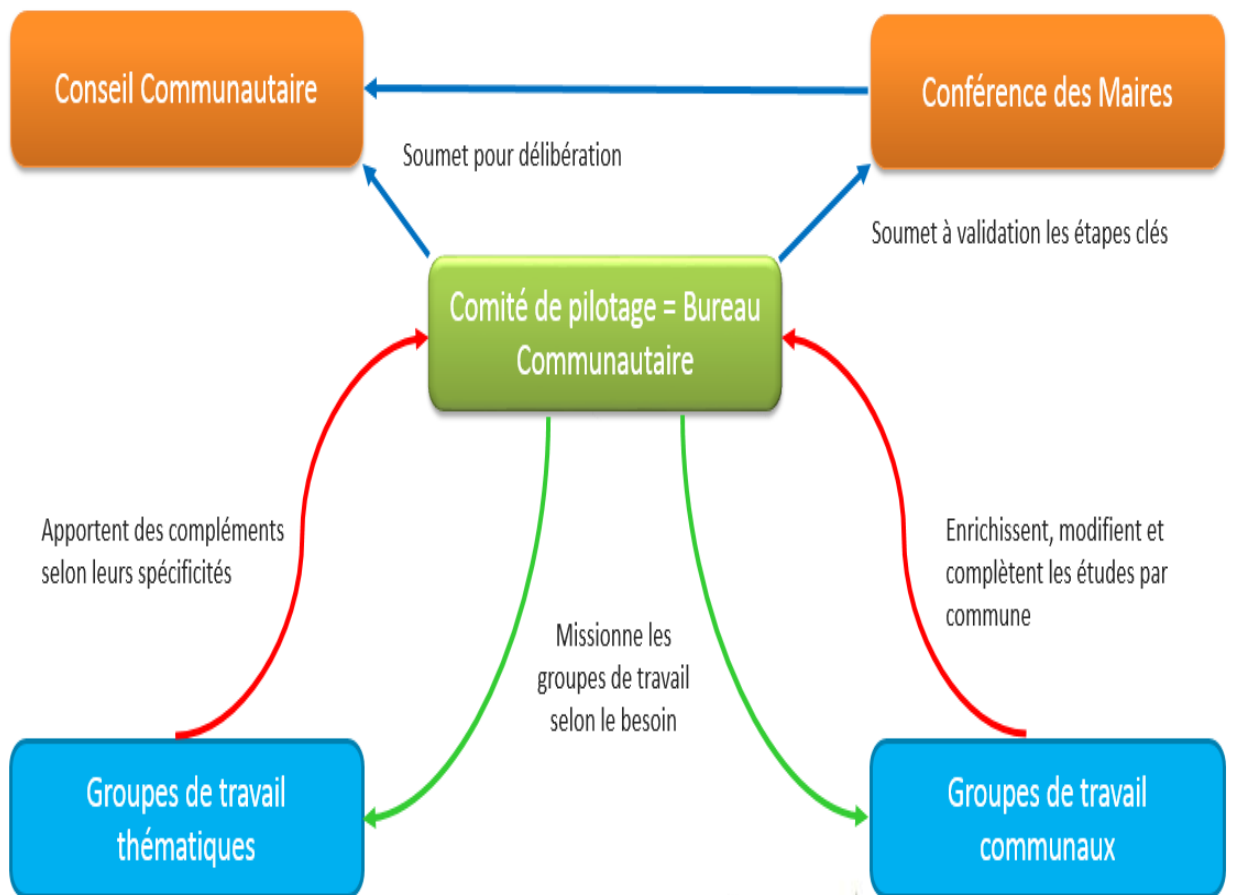 Conseil Communautaire
Conférence des Maires
Soumet pour délibération
Soumet à validation les étapes clés
Comité de pilotage = Bureau
Communautaire
Apportent des compléments
selon leurs spécificités
Enrichissent, modifient et
complètent les études par
commune
Missionne les
groupes de travail
selon le besoin
Groupes de travail
thématiques
Groupes de travail
communaux